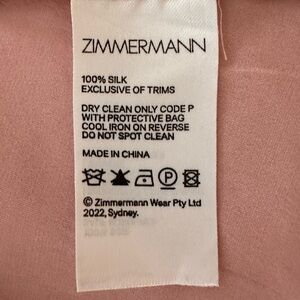 ZIMMERMANN
100% SILK
EXCLUSIVE OF TRIMS
DRY CLEAN ONLY CODE P
WITH PROTECTIVE BAG
COOL IRON ON REVERSE
DO NOT SPOT CLEAN
MADE IN CHINA
P
© Zimmermann Wear Pty Ltd
2022, Sydney.